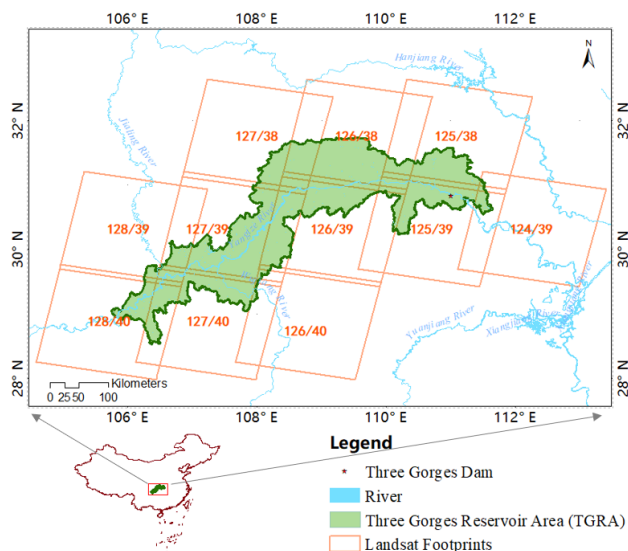 106° E
108° E
110° E
112° E
N
Hanjiang River
32° N
32° N
Jialing River
127/38
126/38
125/38
128/39
127/39
126/39
125/39
124/39
30° N
30° N
128/40
127/40
126/40
Yuanjiang River
28° N
28° N
Kilometers
0 25 50 100
106° E
108° E
110° E
112° E
Legend
Three Gorges Dam
River
Three Gorges Reservoir Area (TGRA)
Landsat Footprints